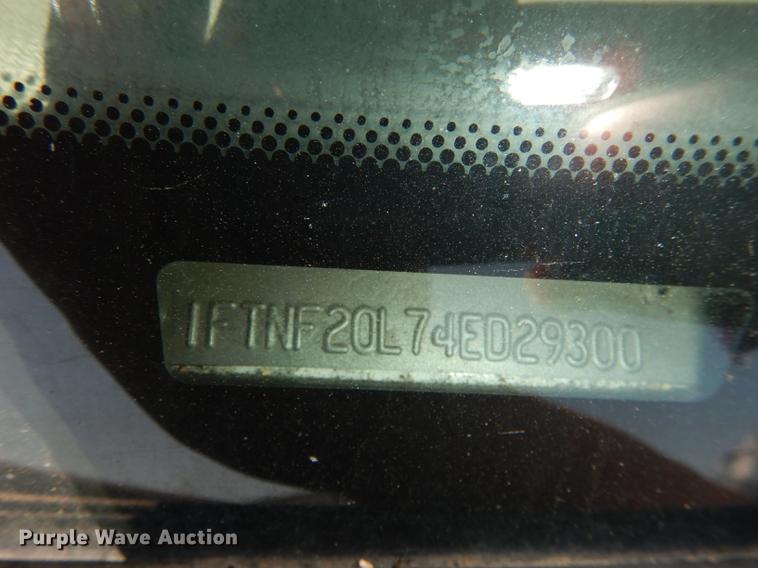 1FTNF20L74ED29300
Purple Wave Auction